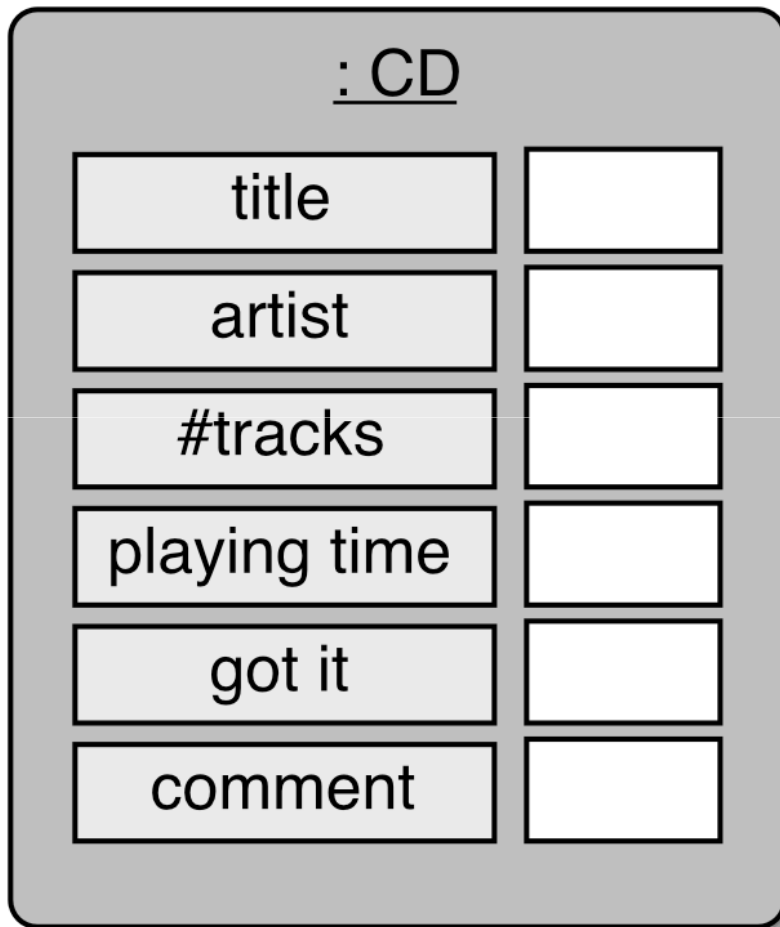 : CD
title
artist
#tracks
playing time
got it
comment